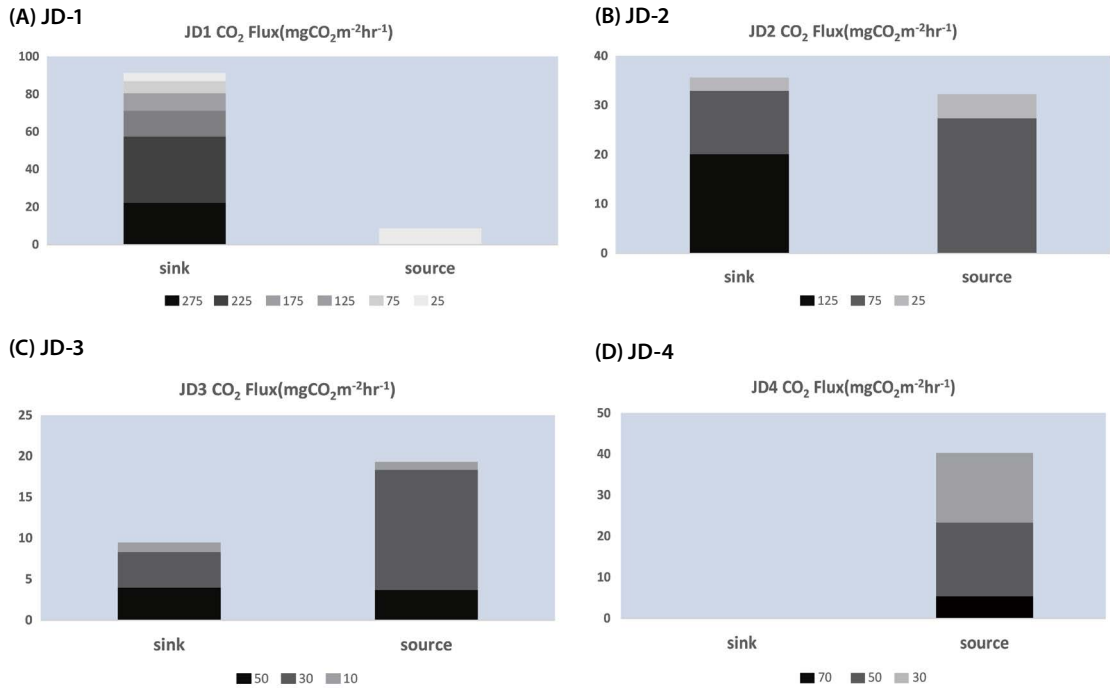 (A) JD-1
JD1 CO₂ Flux(mgCO₂m⁻²hr⁻¹)
100
80
60
40
20
0
sink source
275 225 175 125 75 25
(B) JD-2
JD2 CO₂ Flux(mgCO₂m⁻²hr⁻¹)
40
30
20
10
0
sink source
125 75 25
(C) JD-3
JD3 CO₂ Flux(mgCO₂m⁻²hr⁻¹)
25
20
15
10
5
0
sink source
50 30 10
(D) JD-4
JD4 CO₂ Flux(mgCO₂m⁻²hr⁻¹)
50
40
30
20
10
0
sink source
70 50 30